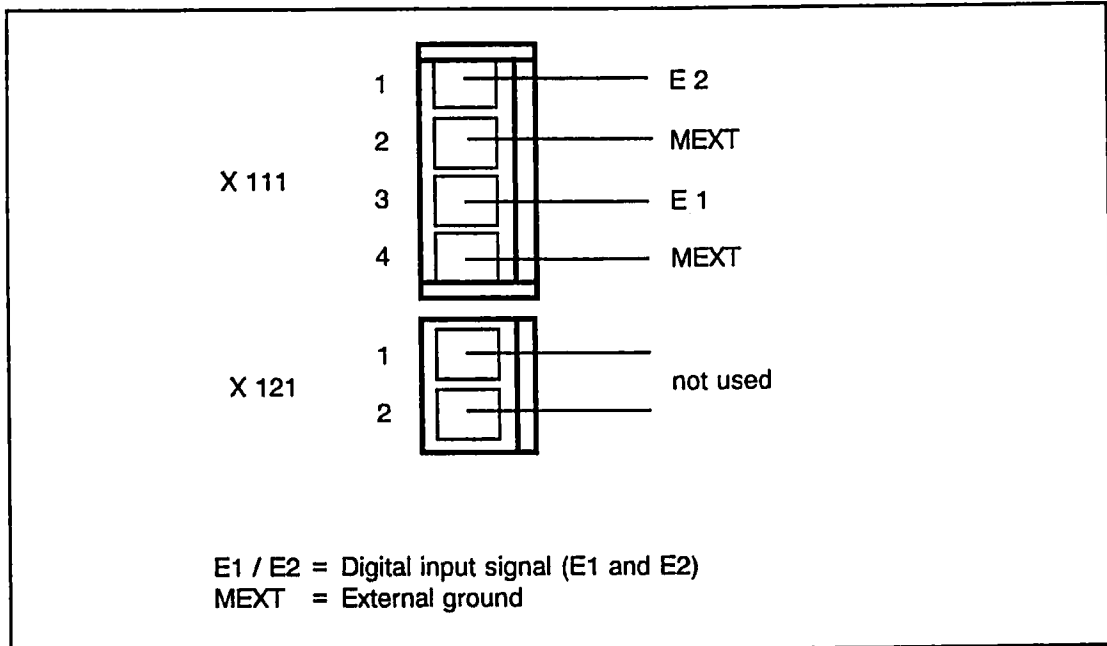 1 E 2
2 MEXT
X 111
3 E 1
4 MEXT
1
not used
X 121
2
E1 / E2 = Digital input signal (E1 and E2)
MEXT = External ground